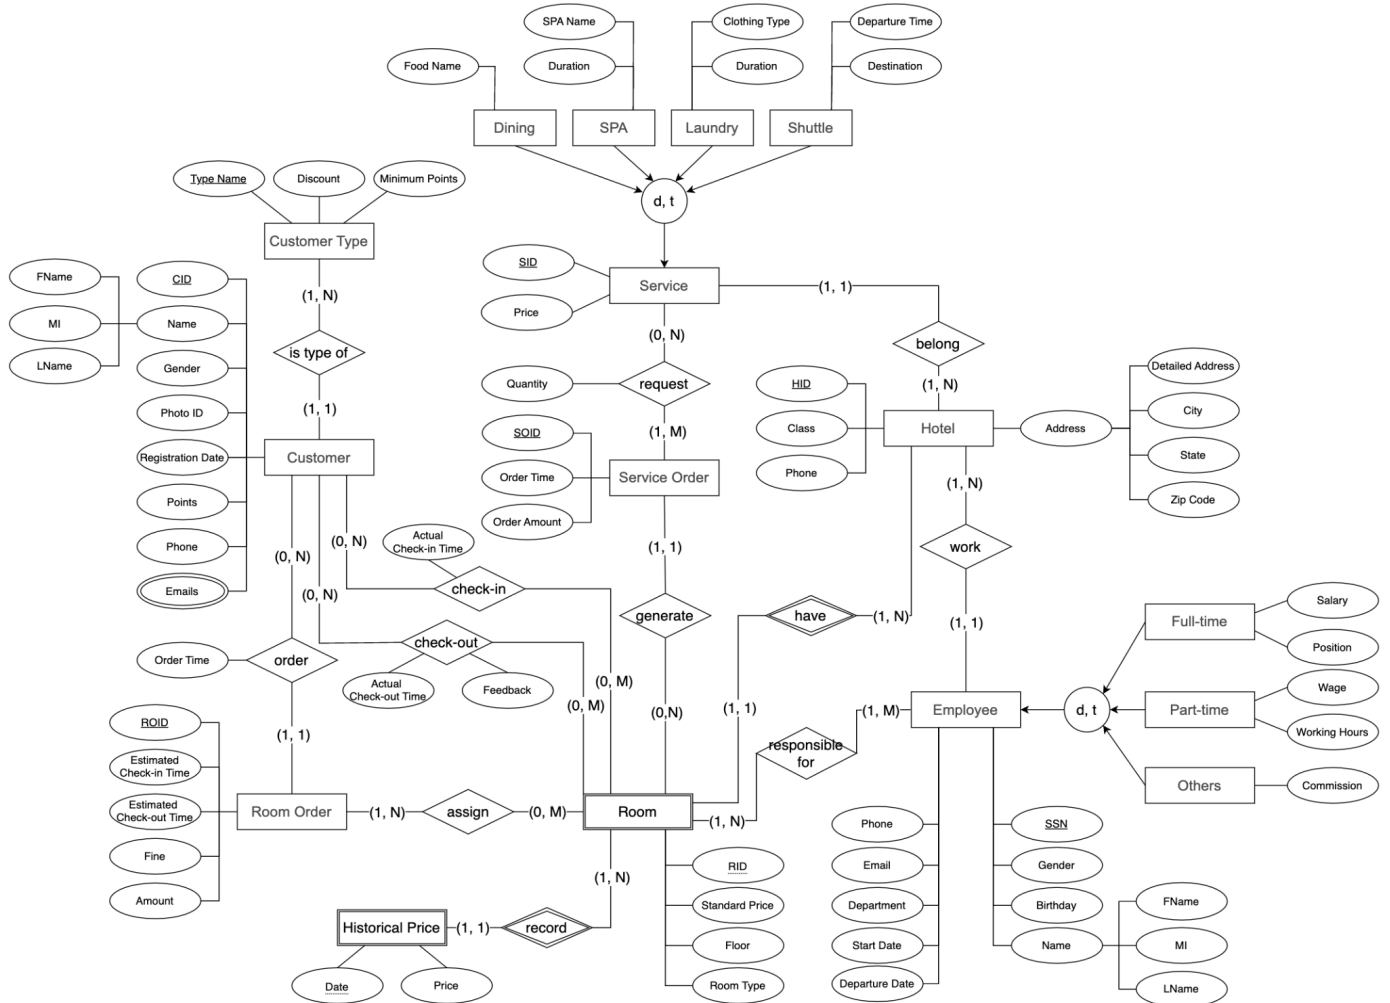 SPA Name
Clothing Type
Departure Time
Food Name
Duration
Duration
Destination
Dining
SPA
Laundry
Shuttle
Type Name
Discount
Minimum Points
d, t
Customer Type
FName
CID
SID
Service
(1, 1)
(1, N)
Price
MI
Name
(0, N)
is type of
belong
LName
Gender
Detailed Address
Quantity
request
HID
(1, N)
(1, 1)
Photo ID
City
SOID
(1, M)
Class
Hotel
Address
Registration Date
Customer
State
Order Time
Service Order
Phone
(1, N)
Points
Zip Code
Order Amount
Actual
Check-in Time
(0, N)
Phone
(0, N)
(1, 1)
work
Emails
(0, N)
check-in
generate
have
(1, N)
(1, 1)
Full-time
Salary
check-out
Position
Order Time
order
Actual
Check-out Time
Feedback
(0, M)
(0, M)
(0,N)
(1, 1)
(1, M)
Employee
d, t
Part-time
Wage
Working Hours
ROID
(1, 1)
responsible
for
Estimated
Check-in Time
Others
Commission
Estimated
Check-out Time
Room Order
(1, N)
assign
(0, M)
Room
(1, N)
Phone
SSN
Fine
RID
Email
Gender
(1, N)
Amount
Standard Price
Department
Birthday
FName
Historical Price
(1, 1)
record
Floor
Start Date
Name
MI
Date
Price
Room Type
Departure Date
LName